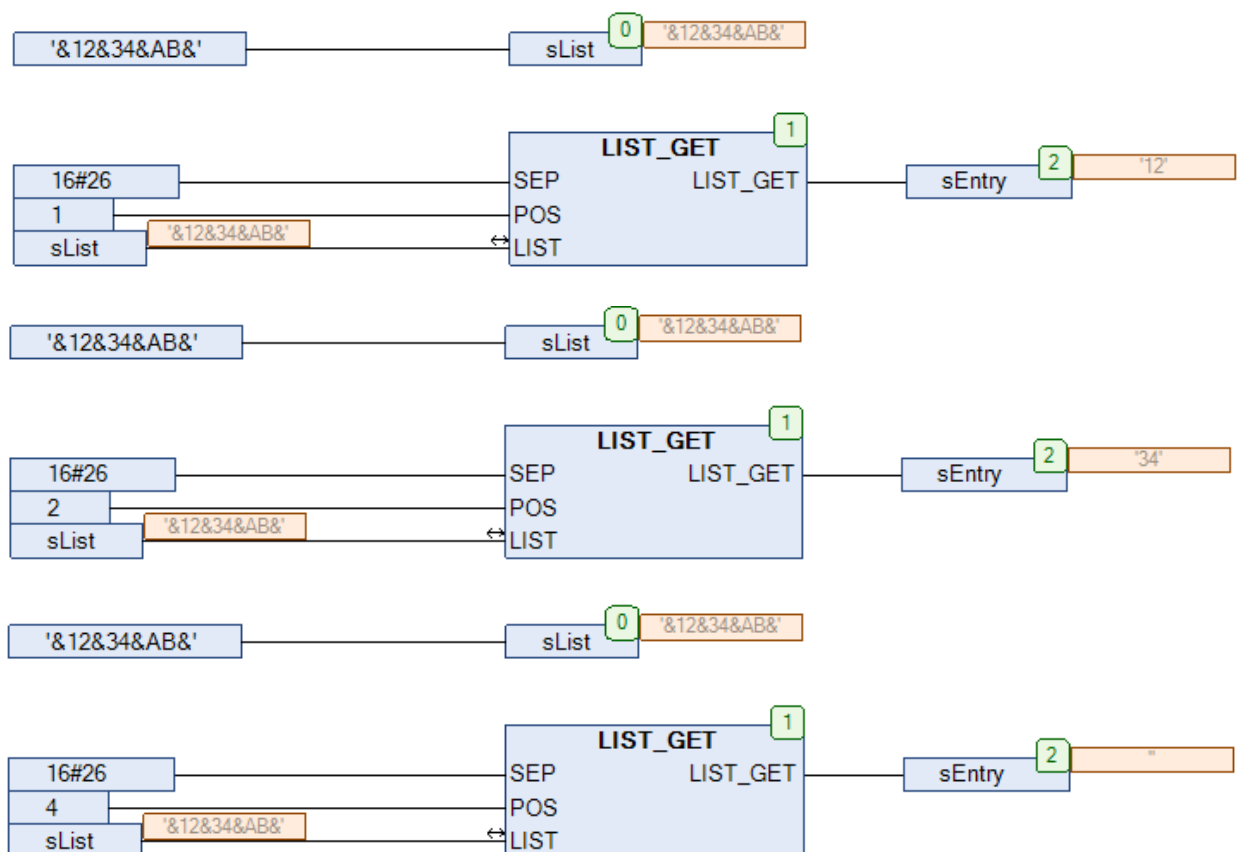 '&12&34&AB&' sList 0 '&12&34&AB&'
LIST_GET 1
16#26 SEP LIST_GET sEntry 2 '12'
1 POS
sList '&12&34&AB&' LIST
'&12&34&AB&' sList 0 '&12&34&AB&'
LIST_GET 1
16#26 SEP LIST_GET sEntry 2 '34'
2 POS
sList '&12&34&AB&' LIST
'&12&34&AB&' sList 0 '&12&34&AB&'
LIST_GET 1
16#26 SEP LIST_GET sEntry 2 ''
4 POS
sList '&12&34&AB&' LIST